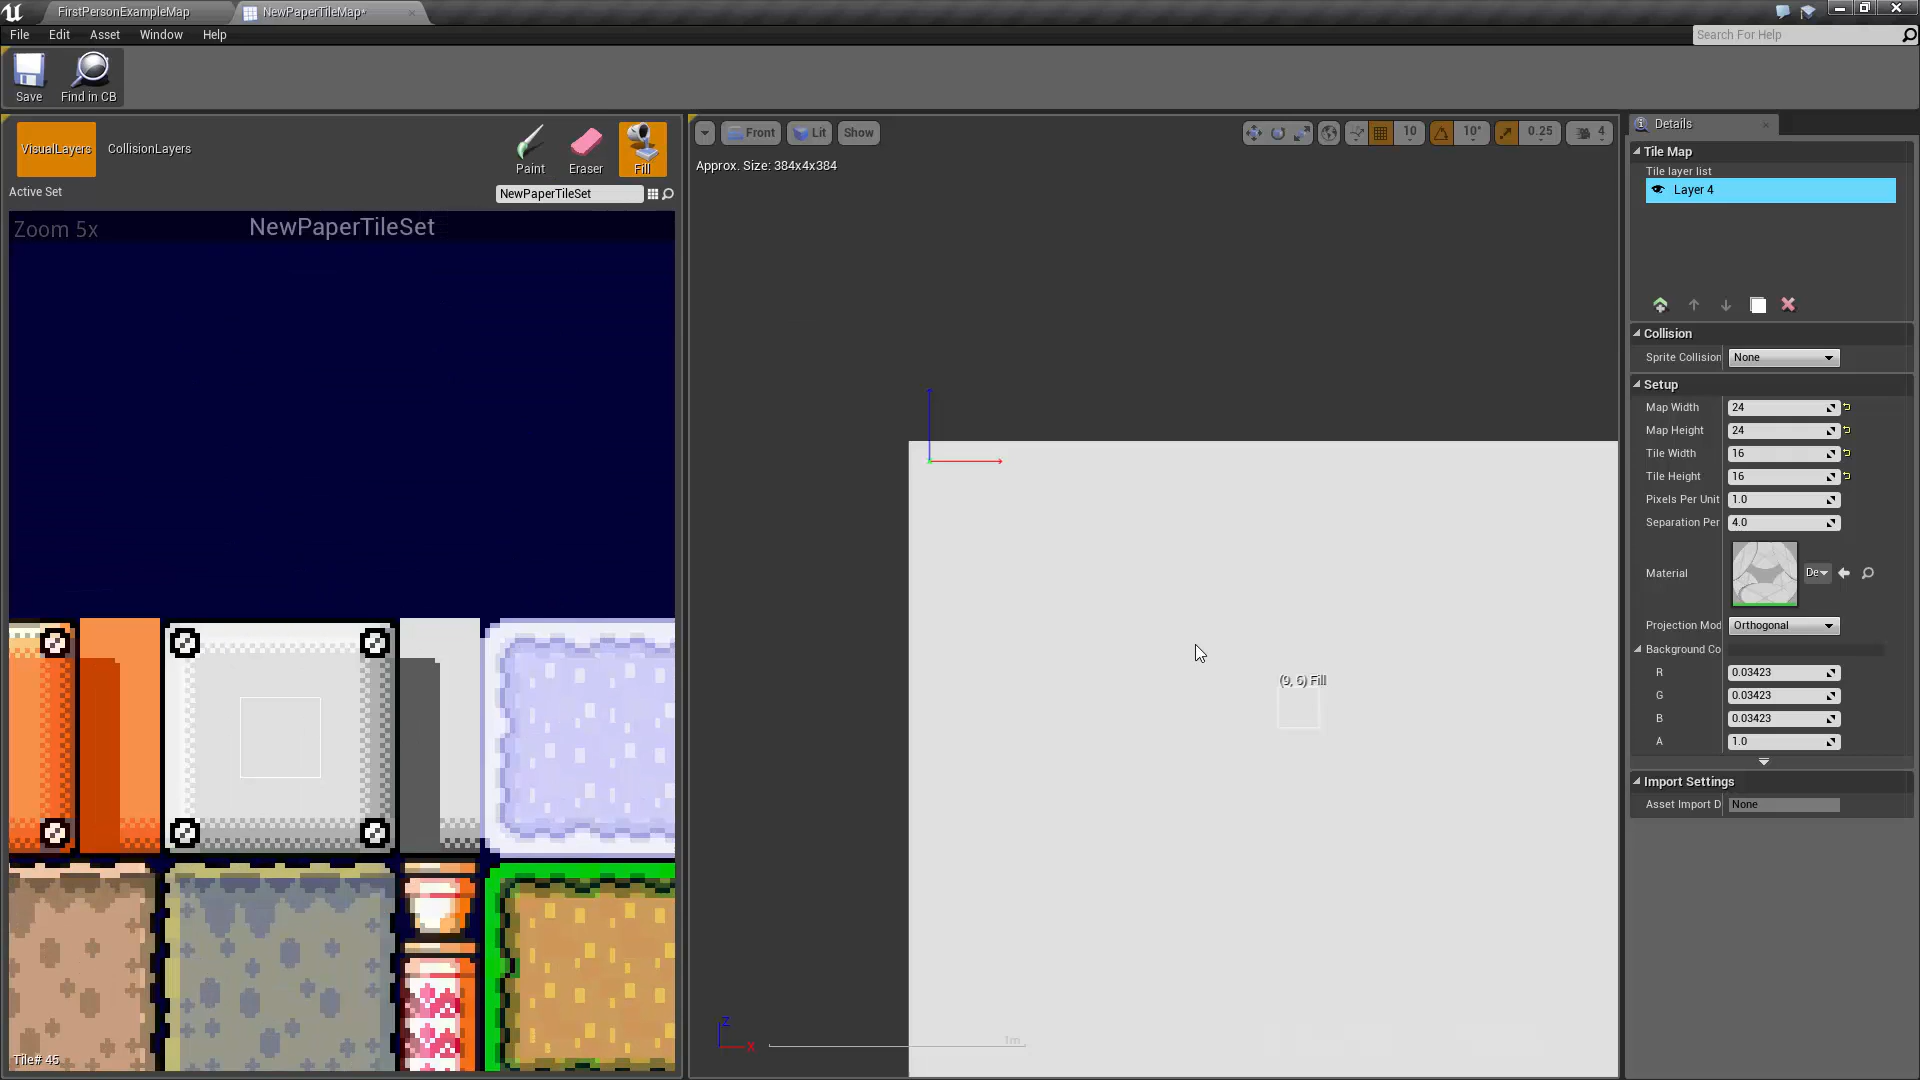 FirstPersonExampleMap
NewPaperTileMap*
File Edit Asset Window Help
Search For Help
Save
Find in CB
VisualLayers
CollisionLayers
Paint
Eraser
Fill
Active Set
NewPaperTileSet
Zoom 5x
NewPaperTileSet
Tile# 45
Front
Lit
Show
10
10°
0.25
4
Approx. Size: 384x4x384
(9, 6) Fill
Z
X
1m
Details
Tile Map
Tile layer list
Layer 4
Collision
Sprite Collision
None
Setup
Map Width 24
Map Height 24
Tile Width 16
Tile Height 16
Pixels Per Unit 1.0
Separation Per 4.0
Material
De
Projection Mod Orthogonal
Background Co
R 0.03423
G 0.03423
B 0.03423
A 1.0
Import Settings
Asset Import D None